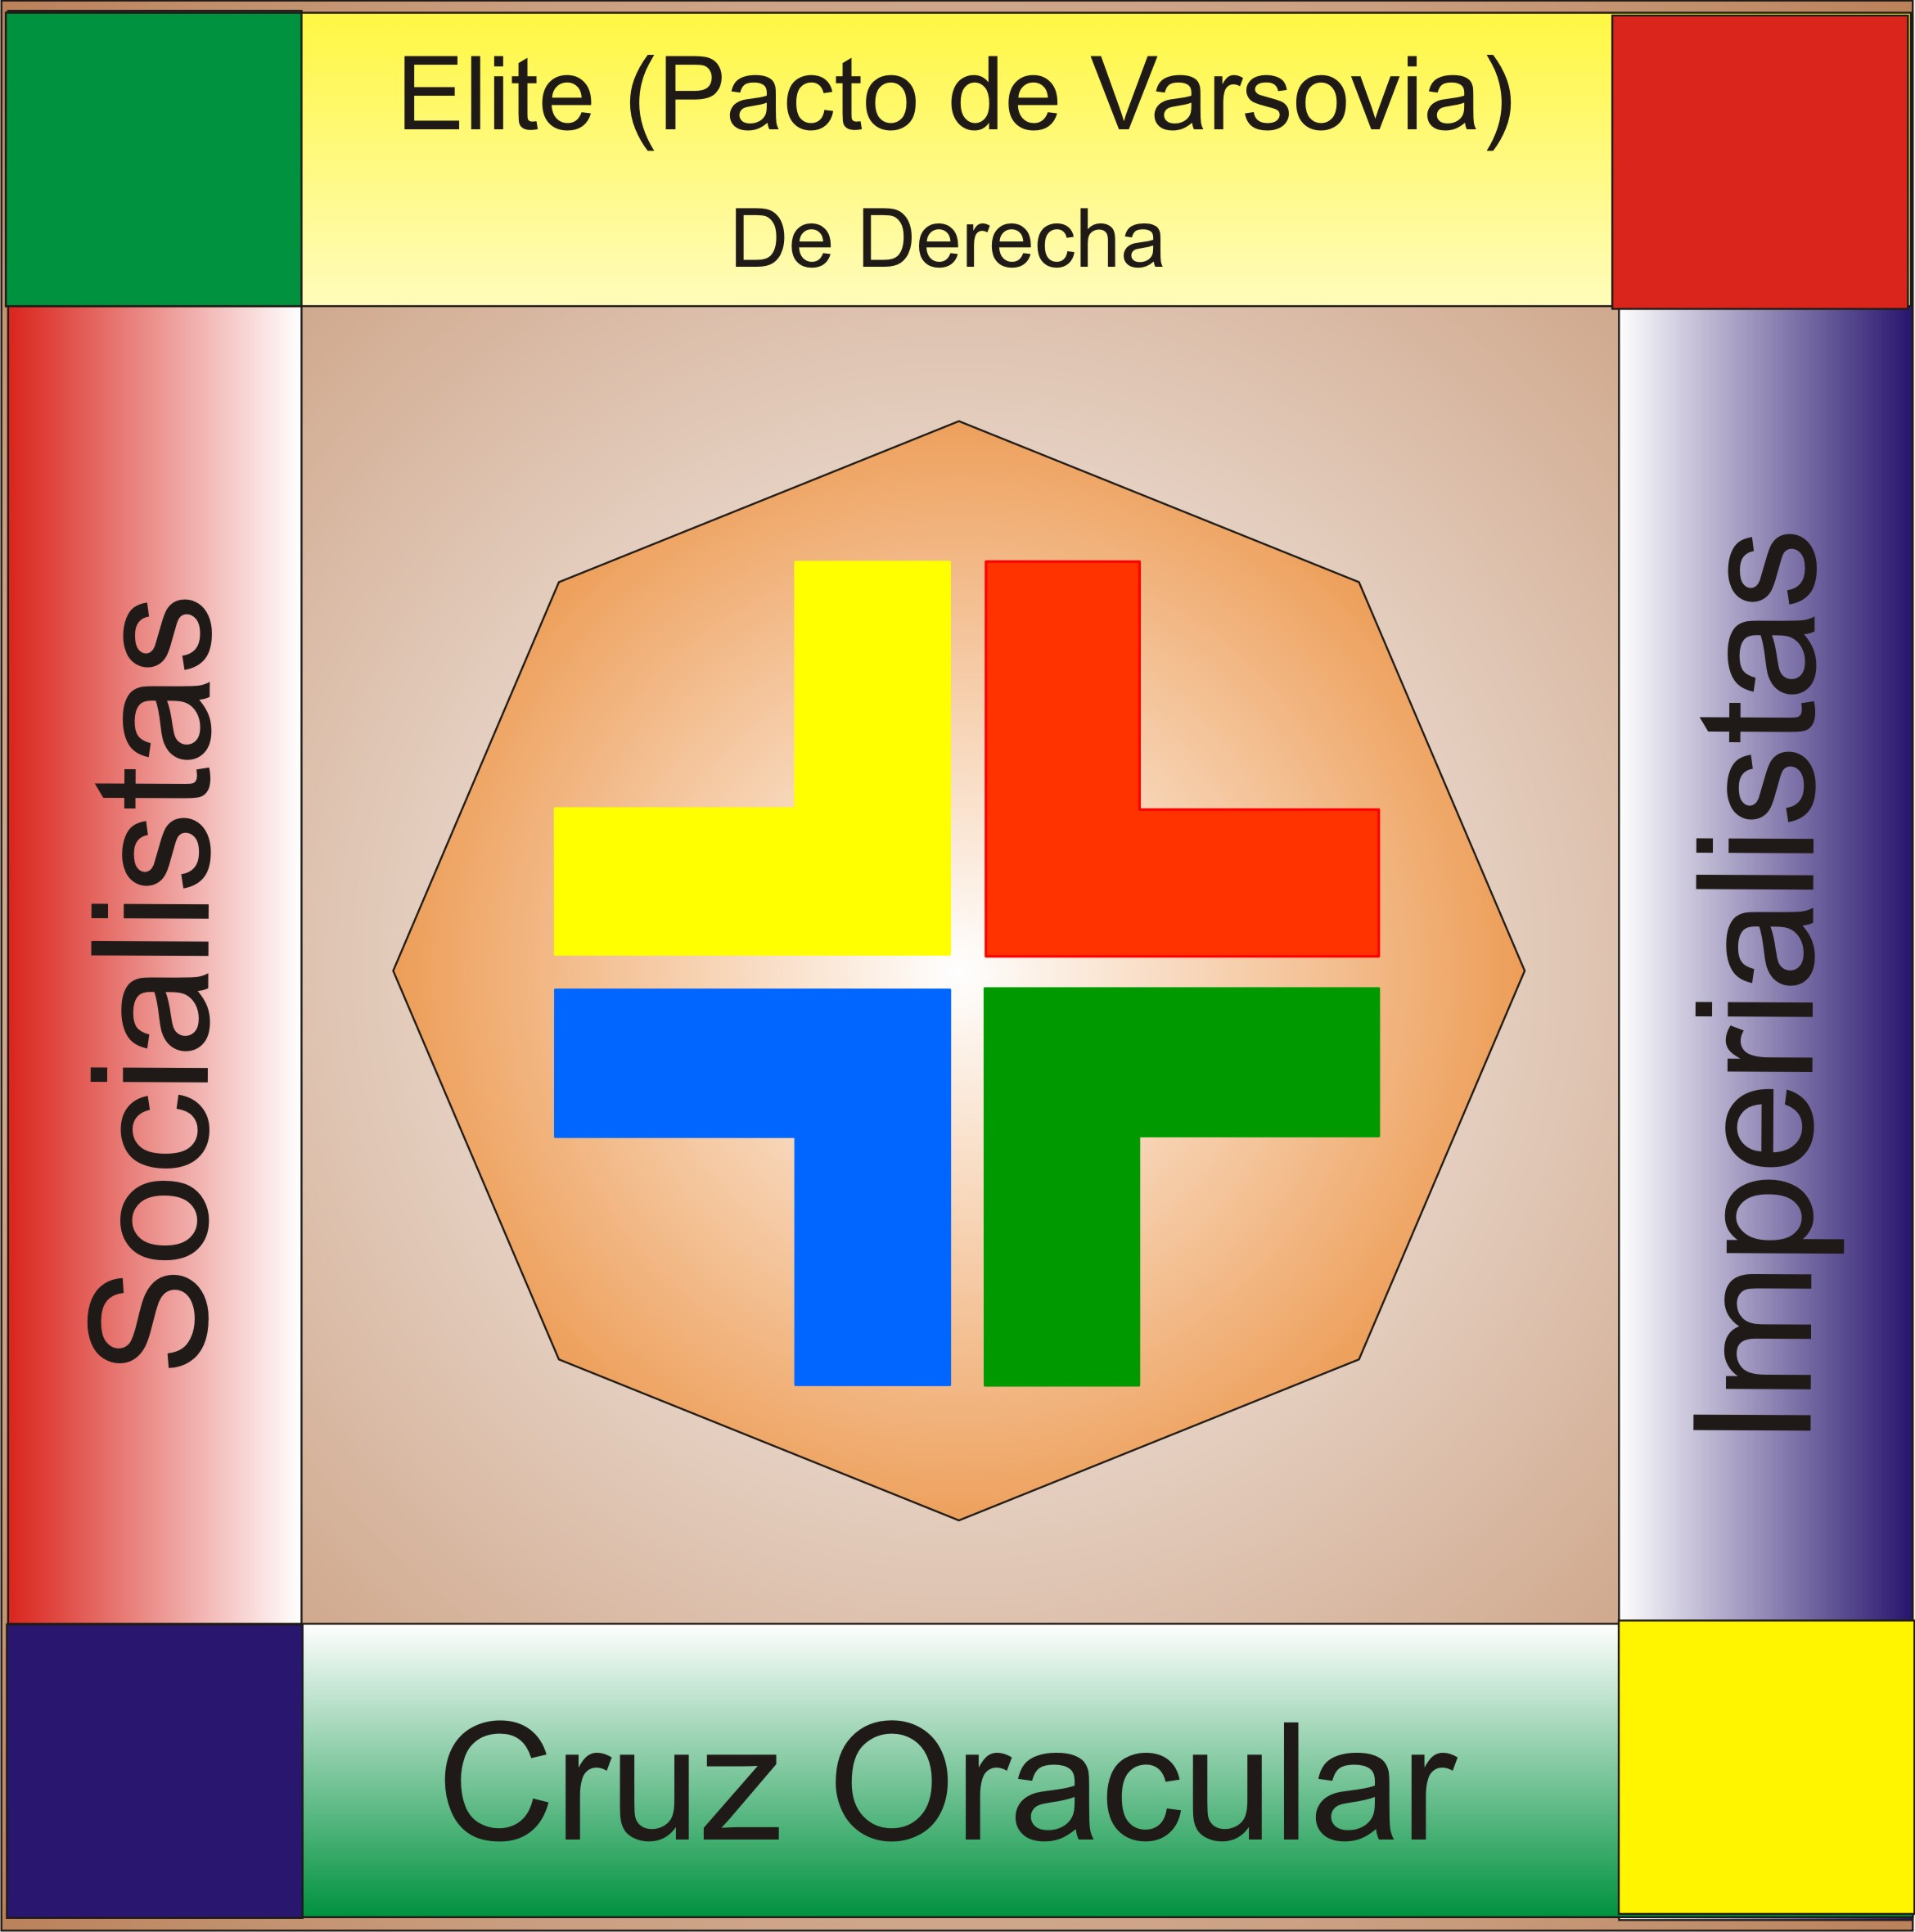 Elite (Pacto de Varsovia)
De Derecha
Socialistas
Imperialistas
Cruz Oracular